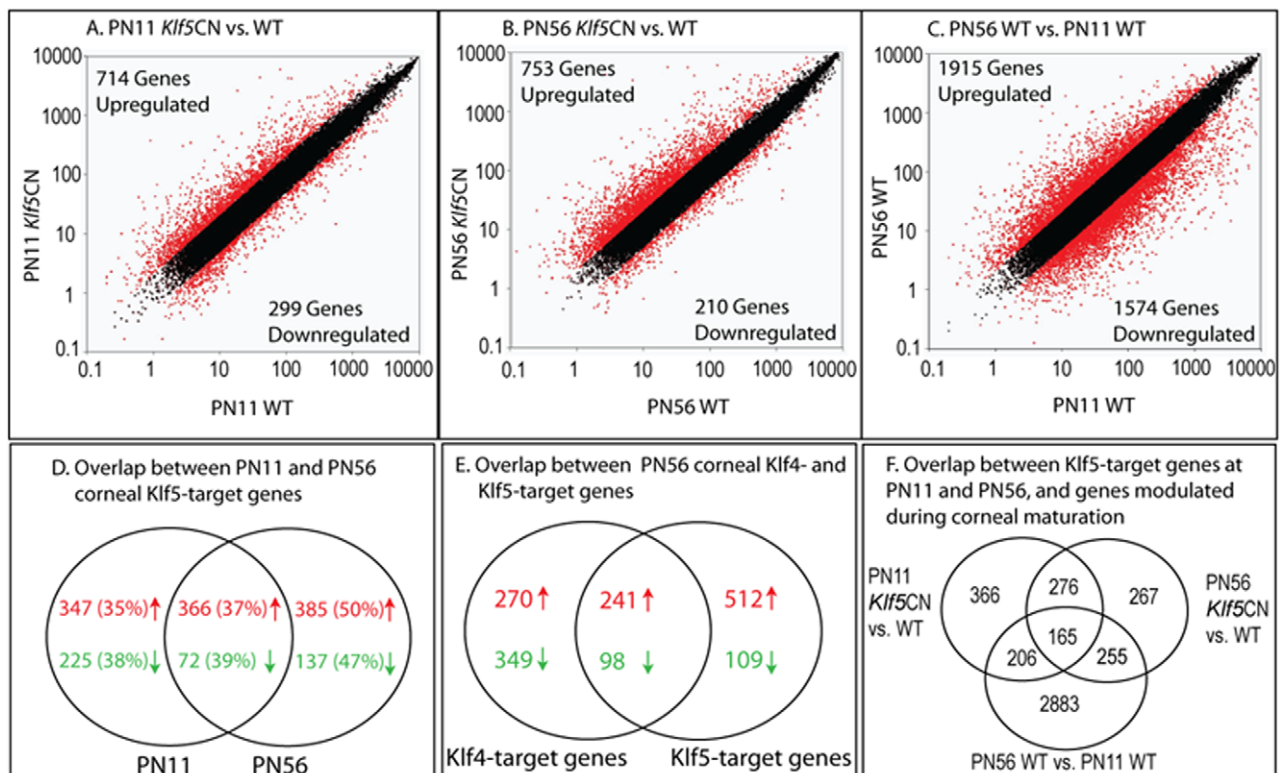 A. PN11 Klf5CN vs. WT
714 Genes
Upregulated
299 Genes
Downregulated
10000
1000
100
10
1
0.1
0.1 1 10 100 1000 10000
PN11 Klf5CN
PN11 WT
B. PN56 Klf5CN vs. WT
753 Genes
Upregulated
210 Genes
Downregulated
10000
1000
100
10
1
0.1
0.1 1 10 100 1000 10000
PN56 Klf5CN
PN56 WT
C. PN56 WT vs. PN11 WT
1915 Genes
Upregulated
1574 Genes
Downregulated
10000
1000
100
10
1
0.1
0.1 1 10 100 1000 10000
PN56 WT
PN11 WT
D. Overlap between PN11 and PN56
corneal Klf5-target genes
347 (35%)↑ 366 (37%)↑ 385 (50%)↑
225 (38%)↓ 72 (39%) ↓ 137 (47%)↓
PN11 PN56
E. Overlap between PN56 corneal Klf4- and
Klf5-target genes
270↑ 241↑ 512↑
349↓ 98 ↓ 109↓
Klf4-target genes Klf5-target genes
F. Overlap between Klf5-target genes at
PN11 and PN56, and genes modulated
during corneal maturation
PN11
Klf5CN
vs. WT
366 276 267
165
206 255
2883
PN56
Klf5CN
vs. WT
PN56 WT vs. PN11 WT